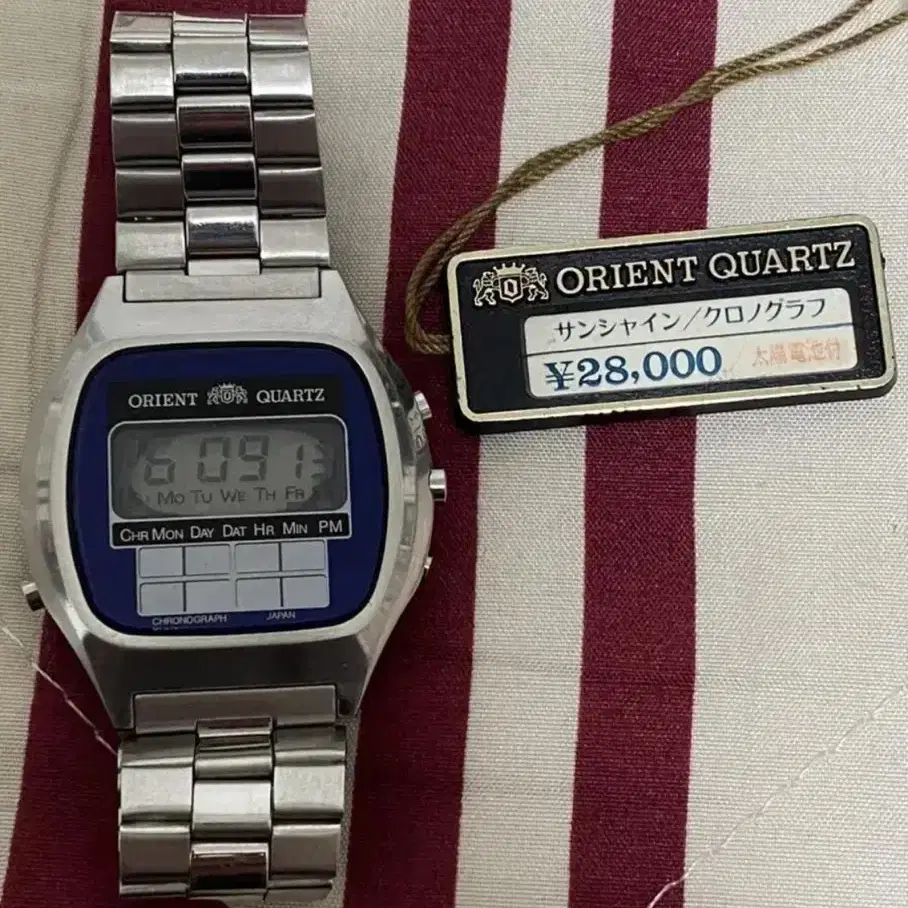 ORIENT QUARTZ
サンシャイン/クロノグラフ
¥28,000 太陽電池付
ORIENT QUARTZ
6 091
MO TU WE TH FR
CHR MON DAY DAT HR MIN PM
CHRONOGRAPH JAPAN